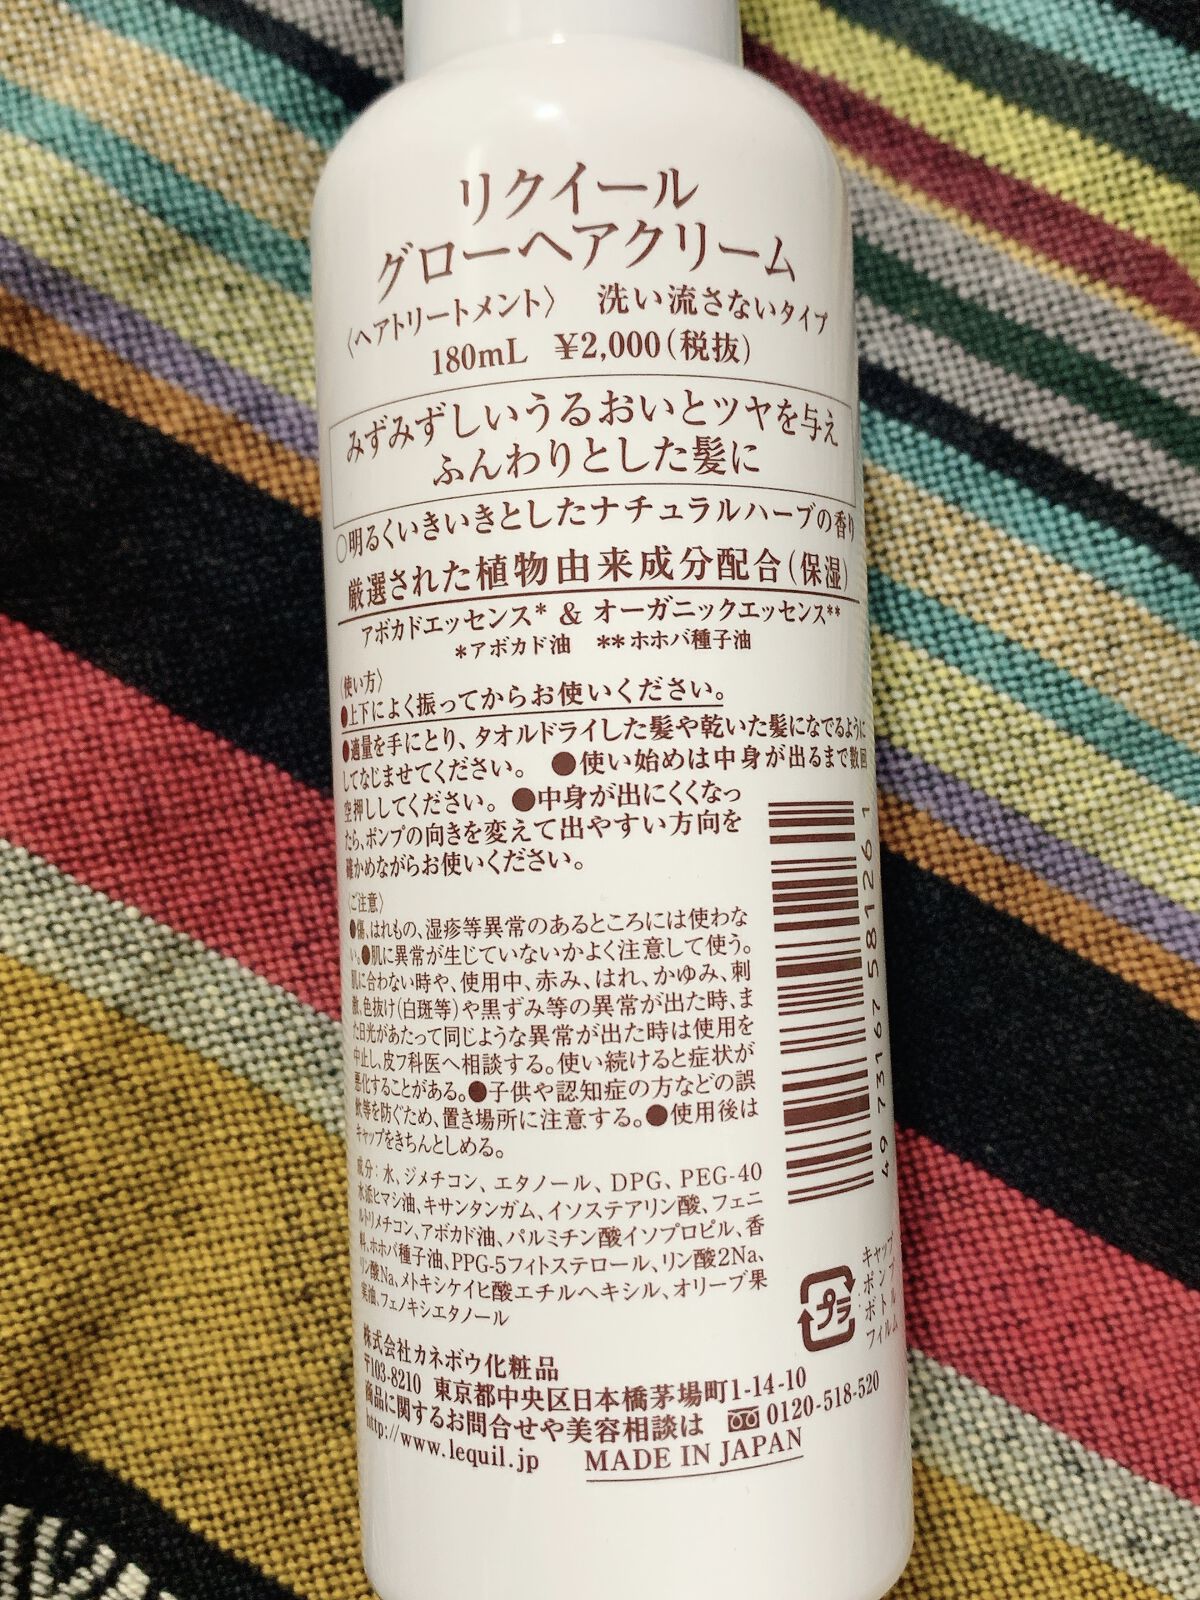 リクイール
グローヘアクリーム
〈ヘアトリートメント〉 洗い流さないタイプ
180mL ¥2,000(税抜)
みずみずしいうるおいとツヤを与え
ふんわりとした髪に
○明るくいきいきとしたナチュラルハーブの香り
厳選された植物由来成分配合(保湿)
アボカドエッセンス* & オーガニックエッセンス**
*アボカド油 **ホホバ種子油
〈使い方〉
●上下によく振ってからお使いください。
●適量を手にとり、タオルドライした髪や乾いた髪になでるように
してなじませてください。 ●使い始めは中身が出るまで数回
空押ししてください。 ●中身が出にくくなっ
たら、ポンプの向きを変えて出やすい方向を
確かめながらお使いください。
〈ご注意〉
●傷、はれもの、湿疹等異常のあるところには使わな
い。●肌に異常が生じていないかよく注意して使う。
肌に合わない時や、使用中、赤み、はれ、かゆみ、刺
激、色抜け(白斑等)や黒ずみ等の異常が出た時、ま
た日光があたって同じような異常が出た時は使用を
中止し、皮フ科医へ相談する。使い続けると症状が
悪化することがある。●子供や認知症の方などの誤
飲等を防ぐため、置き場所に注意する。●使用後は
キャップをきちんとしめる。
成分：水、ジメチコン、エタノール、DPG、PEG-40
水添ヒマシ油、キサンタンガム、イソステアリン酸、フェニ
ルトリメチコン、アボカド油、パルミチン酸イソプロピル、香
料、ホホバ種子油、PPG-5フィトステロール、リン酸2Na、
リン酸Na、メトキシケイヒ酸エチルヘキシル、オリーブ果
実油、フェノキシエタノール
株式会社カネボウ化粧品
〒103-8210 東京都中央区日本橋茅場町1-14-10
商品に関するお問合せや美容相談は 0120-518-520
http://www.lequil.jp MADE IN JAPAN
4973167581261
プラ
キャップ
ポンプ
ボトル
フィルム